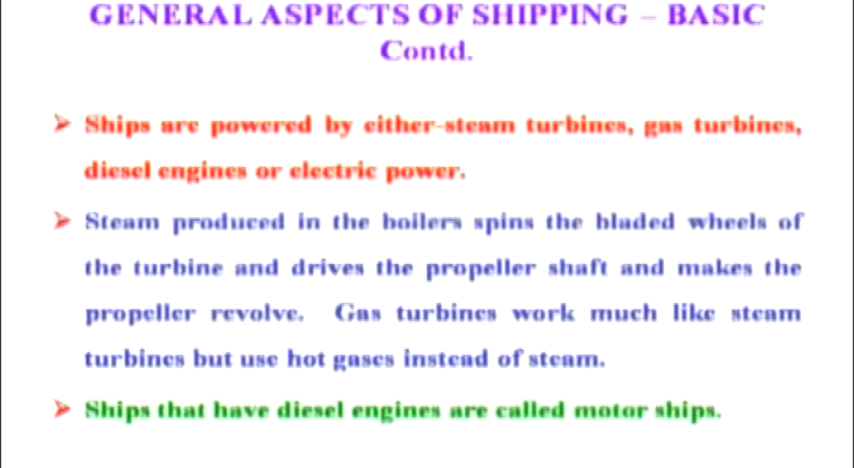 GENERAL ASPECTS OF SHIPPING – BASIC
Contd.
➢ Ships are powered by either-steam turbines, gas turbines,
diesel engines or electric power.
➢ Steam produced in the boilers spins the bladed wheels of
the turbine and drives the propeller shaft and makes the
propeller revolve. Gas turbines work much like steam
turbines but use hot gases instead of steam.
➢ Ships that have diesel engines are called motor ships.